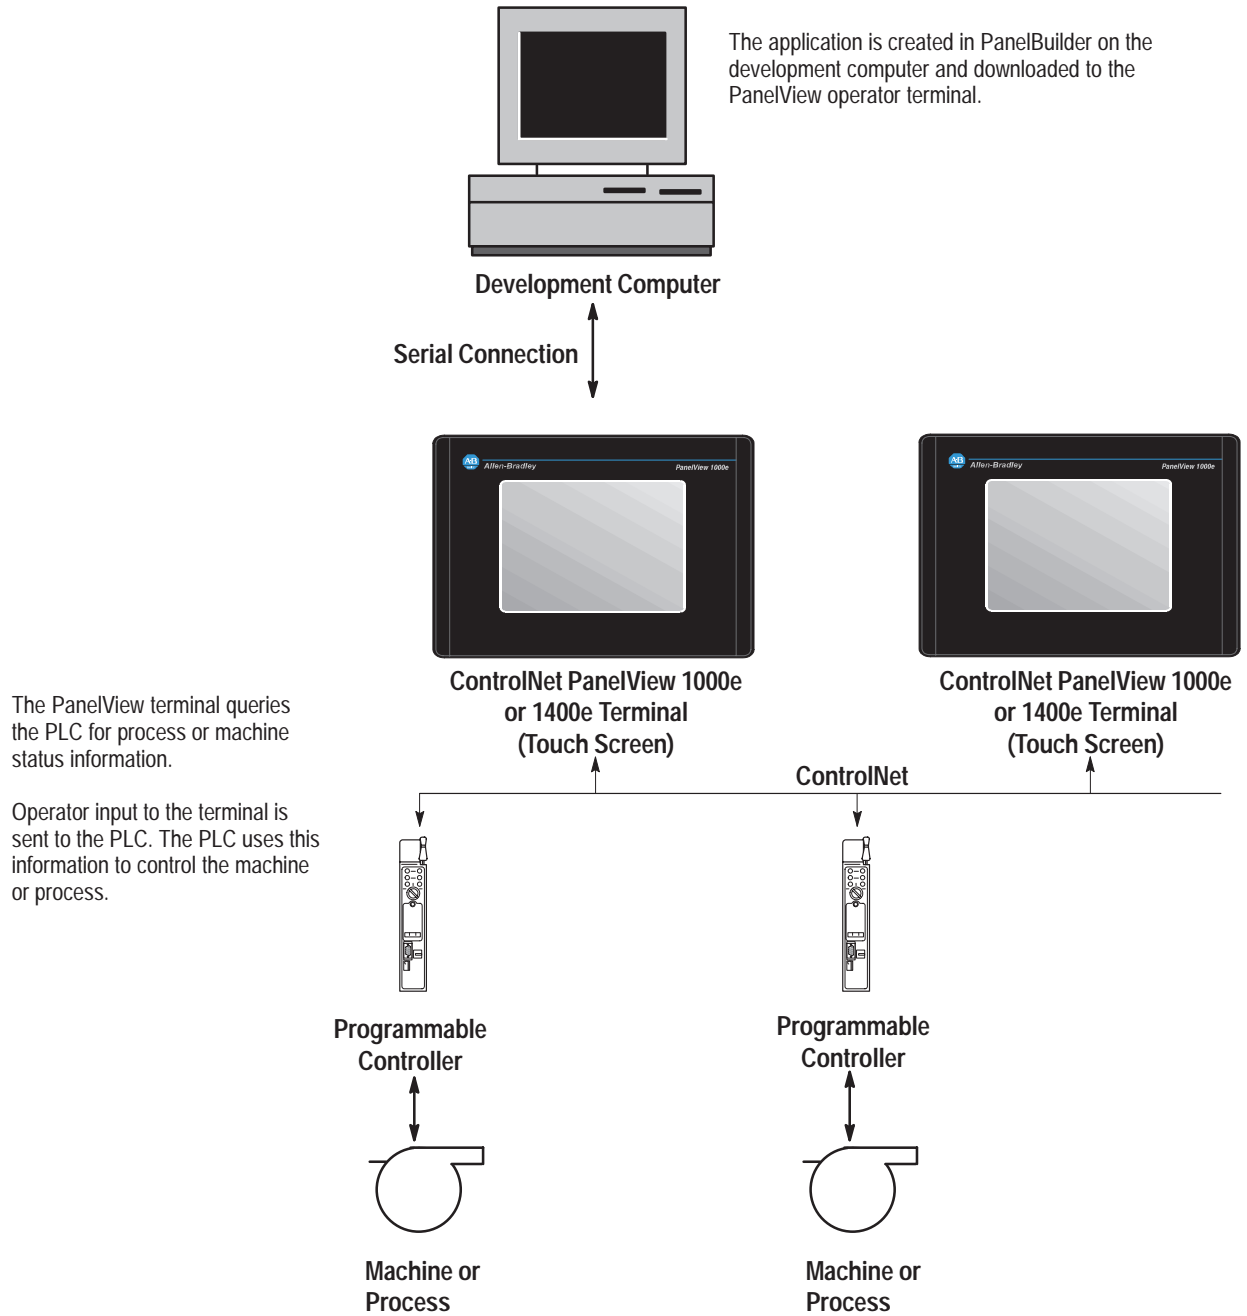 The application is created in PanelBuilder on the
development computer and downloaded to the
PanelView operator terminal.
Development Computer
Serial Connection
A-B
Allen-Bradley
PanelView 1000e
A-B
Allen-Bradley
PanelView 1000e
ControlNet PanelView 1000e
or 1400e Terminal
(Touch Screen)
ControlNet PanelView 1000e
or 1400e Terminal
(Touch Screen)
The PanelView terminal queries
the PLC for process or machine
status information.
Operator input to the terminal is
sent to the PLC. The PLC uses this
information to control the machine
or process.
ControlNet
Programmable
Controller
Programmable
Controller
Machine or
Process
Machine or
Process